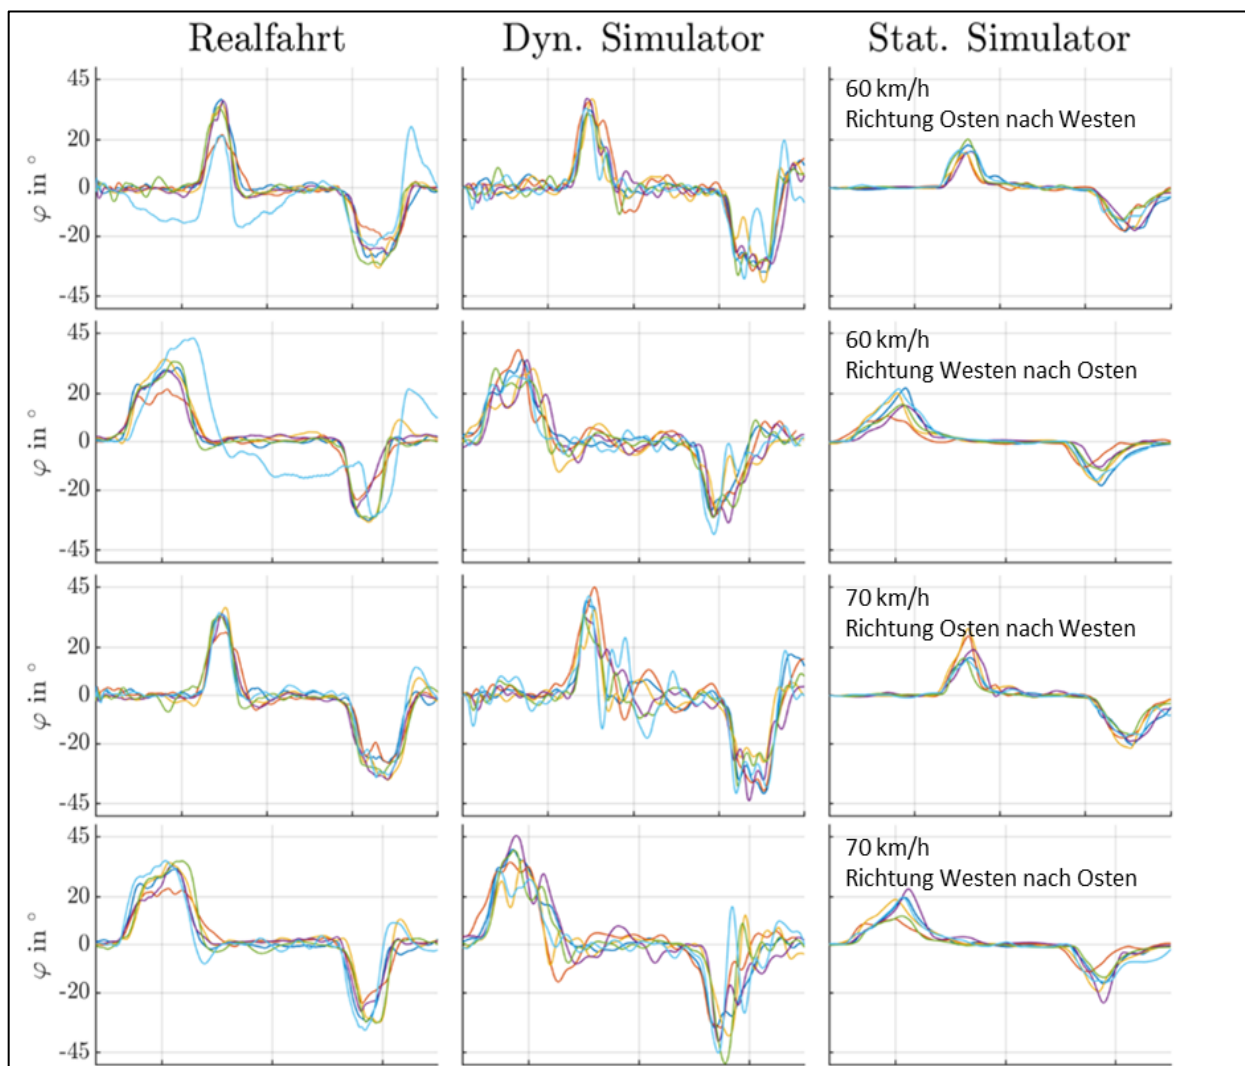 Realfahrt
Dyn. Simulator
Stat. Simulator
45
20
0
-20
-45
φ in °
60 km/h
Richtung Osten nach Westen
45
20
0
-20
-45
φ in °
60 km/h
Richtung Westen nach Osten
45
20
0
-20
-45
φ in °
70 km/h
Richtung Osten nach Westen
45
20
0
-20
-45
φ in °
70 km/h
Richtung Westen nach Osten